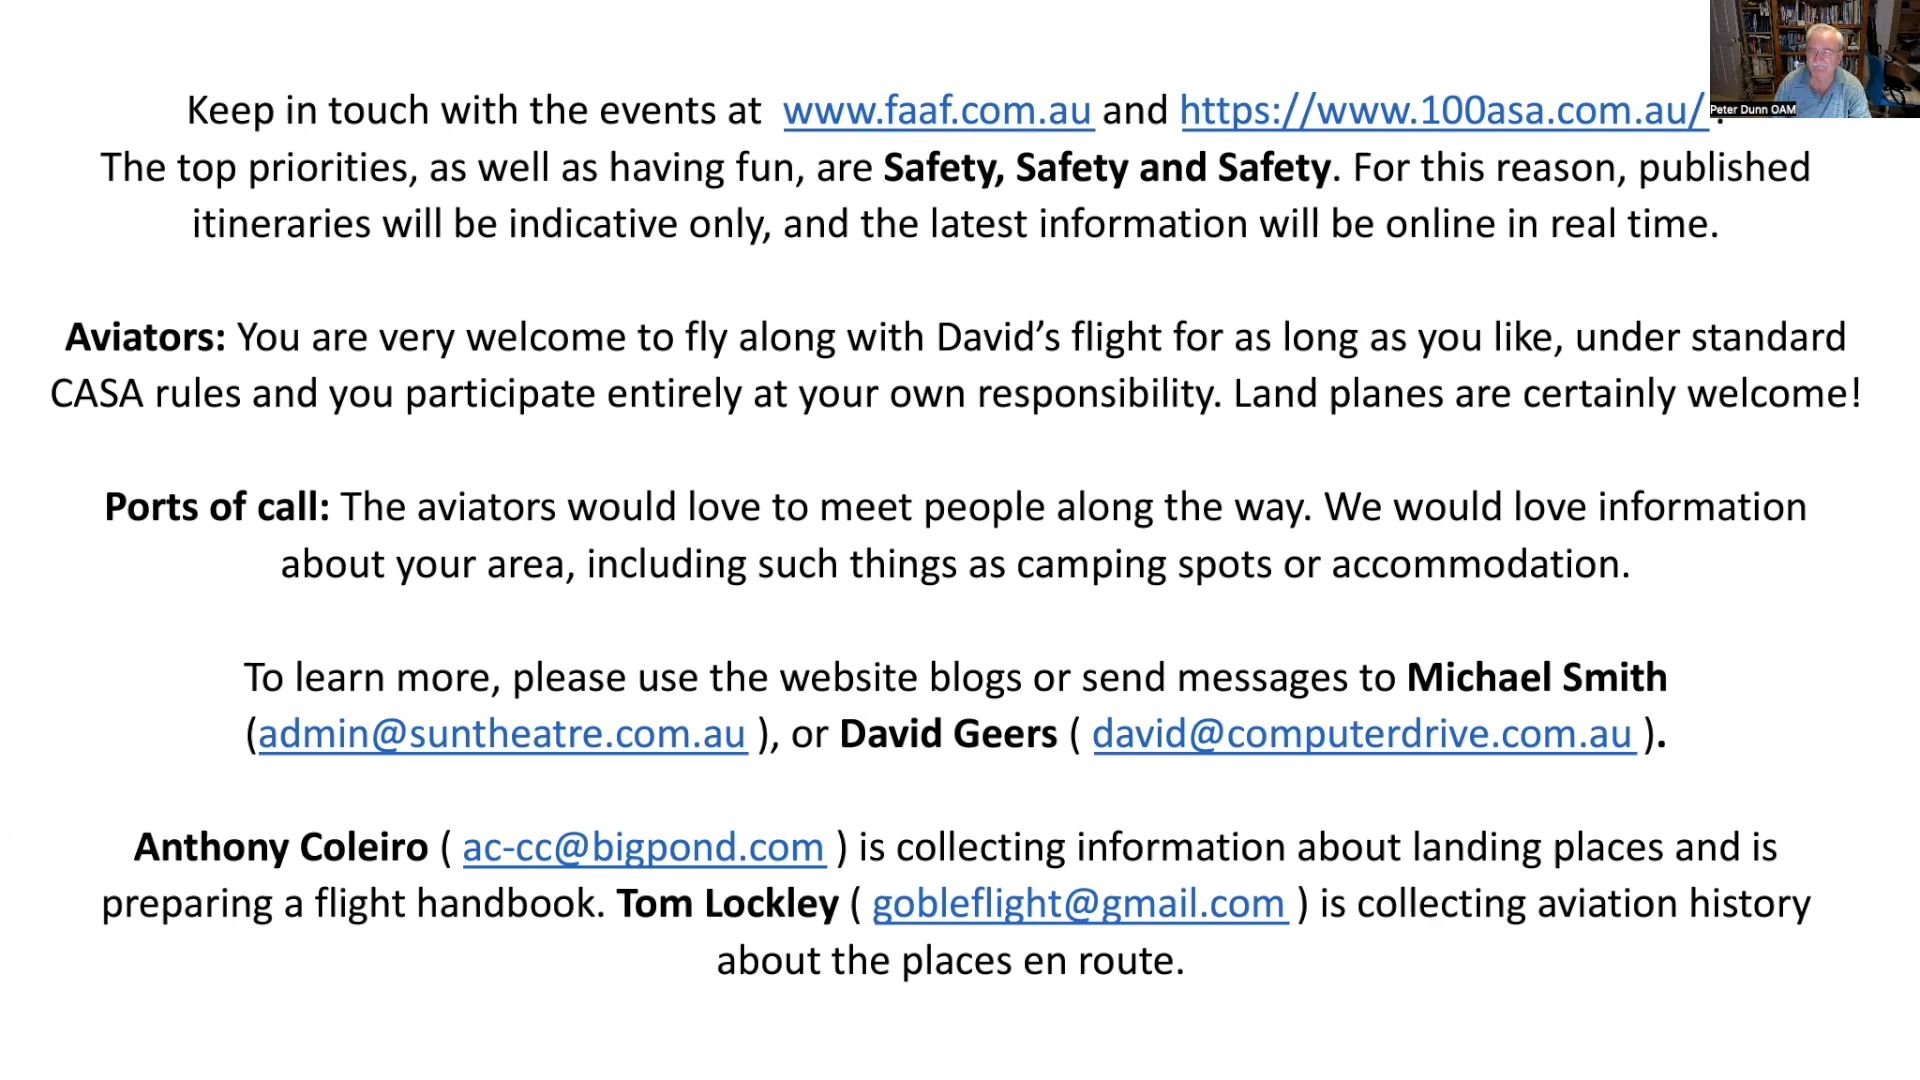 Keep in touch with the events at www.faaf.com.au and https://www.100asa.com.au/ .
Peter Dunn OAM
The top priorities, as well as having fun, are Safety, Safety and Safety. For this reason, published
itineraries will be indicative only, and the latest information will be online in real time.
Aviators: You are very welcome to fly along with David’s flight for as long as you like, under standard
CASA rules and you participate entirely at your own responsibility. Land planes are certainly welcome!
Ports of call: The aviators would love to meet people along the way. We would love information
about your area, including such things as camping spots or accommodation.
To learn more, please use the website blogs or send messages to Michael Smith
(admin@suntheatre.com.au ), or David Geers ( david@computerdrive.com.au ).
Anthony Coleiro ( ac-cc@bigpond.com ) is collecting information about landing places and is
preparing a flight handbook. Tom Lockley ( gobleflight@gmail.com ) is collecting aviation history
about the places en route.